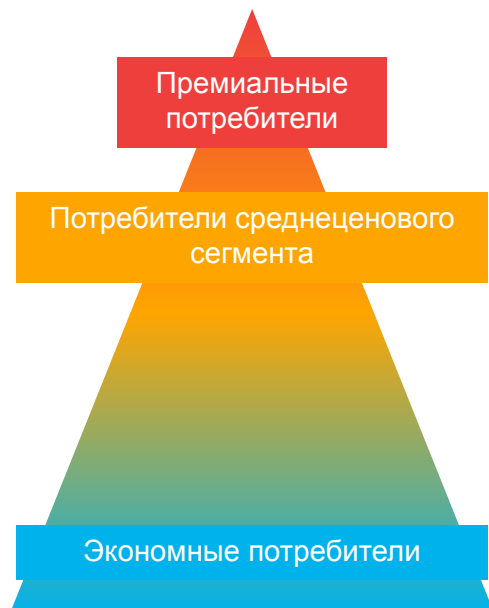 Премиальные
потребители
Потребители среднеценового
сегмента
Экономные потребители